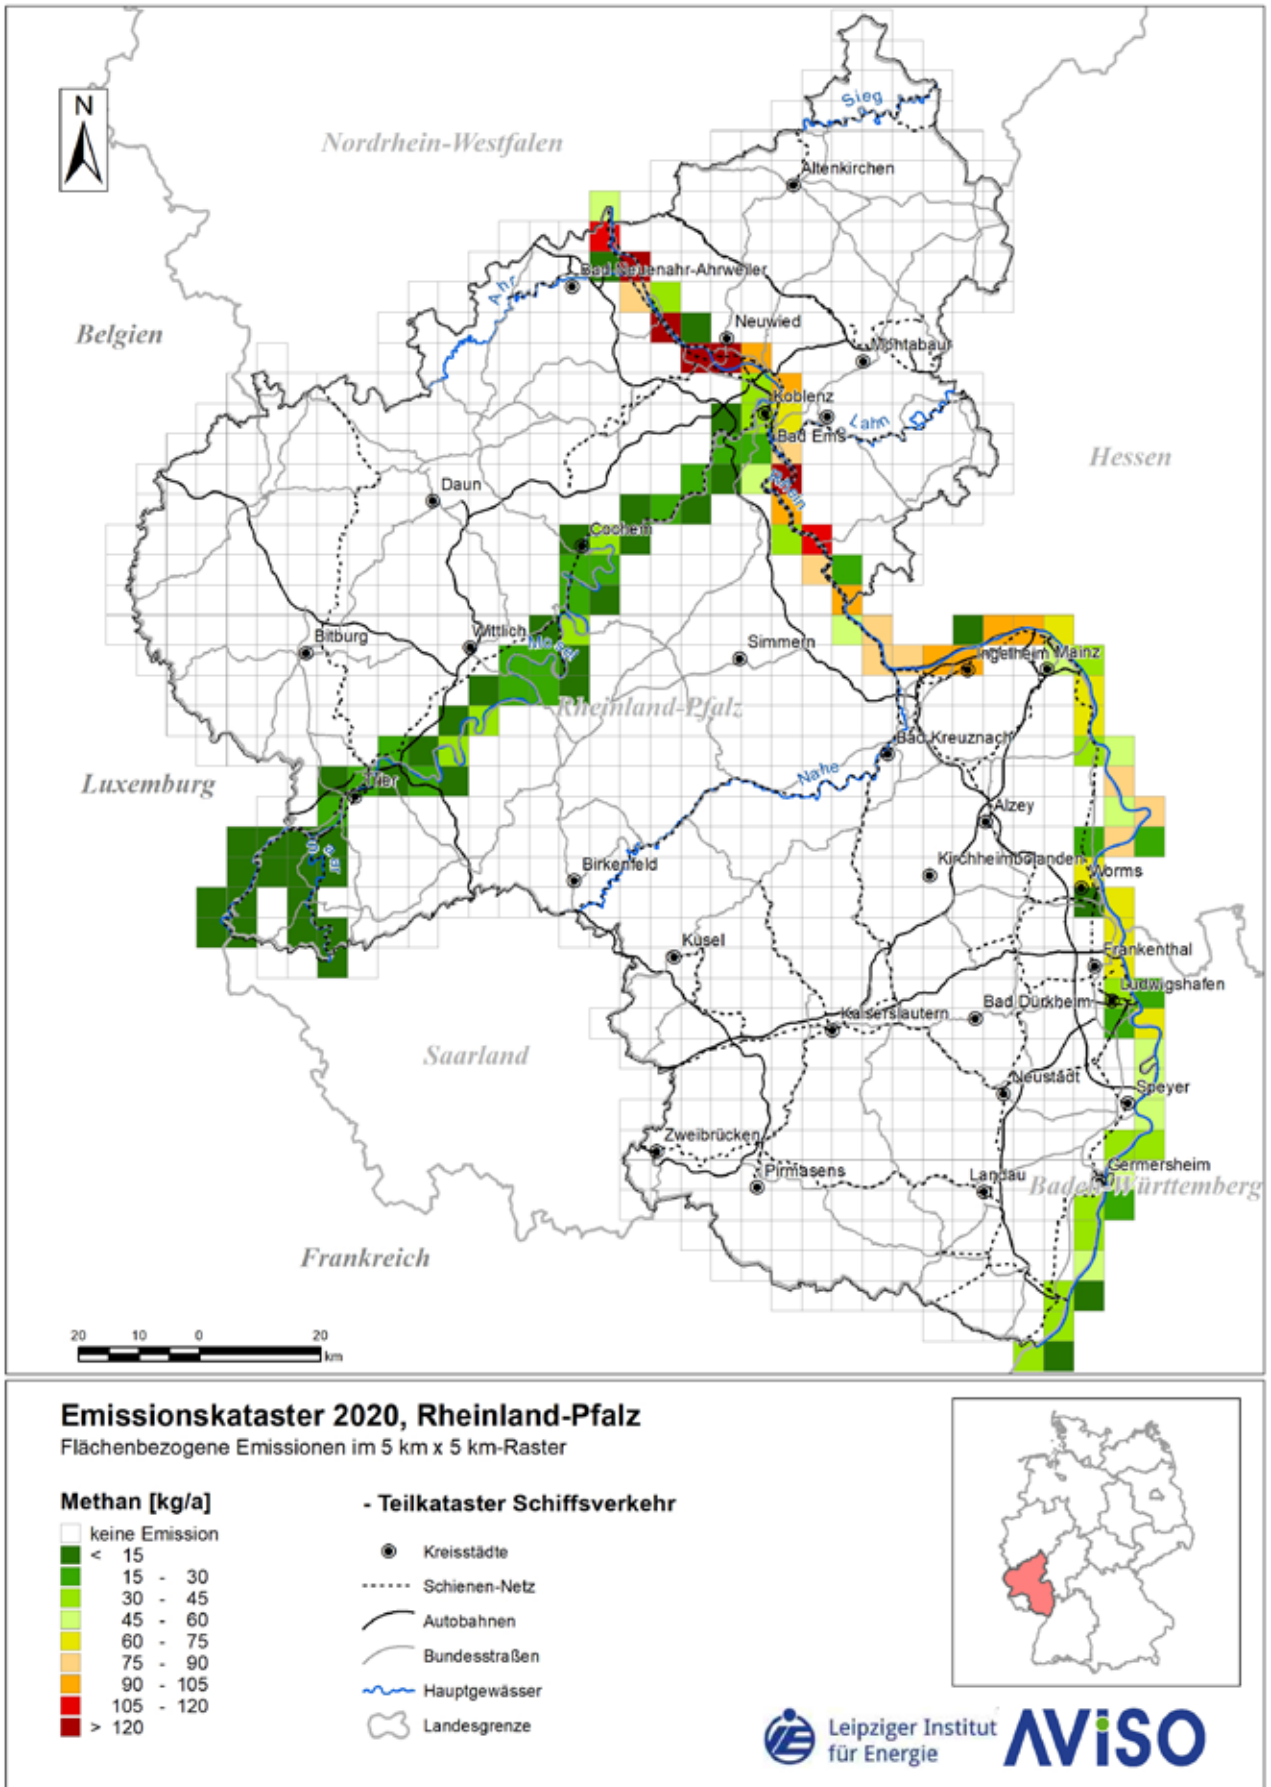 N
Sieg
Nordrhein-Westfalen
Altenkirchen
Bad Neuenahr-Ahrweiler
Ahr
Belgien
Neuwied
Montabaur
Koblenz
Lahn
Bad Ems
Hessen
Rhein
Daun
Cochem
Bitburg
Wittlich
Mosel
Simmern
Ingelheim
Mainz
Rheinland-Pfalz
Bad Kreuznach
Luxemburg
Trier
Nahe
Alzey
Saar
Birkenfeld
Kirchheimbolanden
Worms
Kusel
Frankenthal
Ludwigshafen
Bad Dürkheim
Kaiserslautern
Saarland
Neustadt
Speyer
Zweibrücken
Pirmasens
Landau
Germersheim
Baden-Württemberg
Frankreich
20 10 0 20
km
Emissionskataster 2020, Rheinland-Pfalz
Flächenbezogene Emissionen im 5 km x 5 km-Raster
Methan [kg/a]
keine Emission
< 15
15 - 30
30 - 45
45 - 60
60 - 75
75 - 90
90 - 105
105 - 120
> 120
- Teilkataster Schiffsverkehr
Kreisstädte
Schienen-Netz
Autobahnen
Bundesstraßen
Hauptgewässer
Landesgrenze
Leipziger Institut
für Energie
AViSO